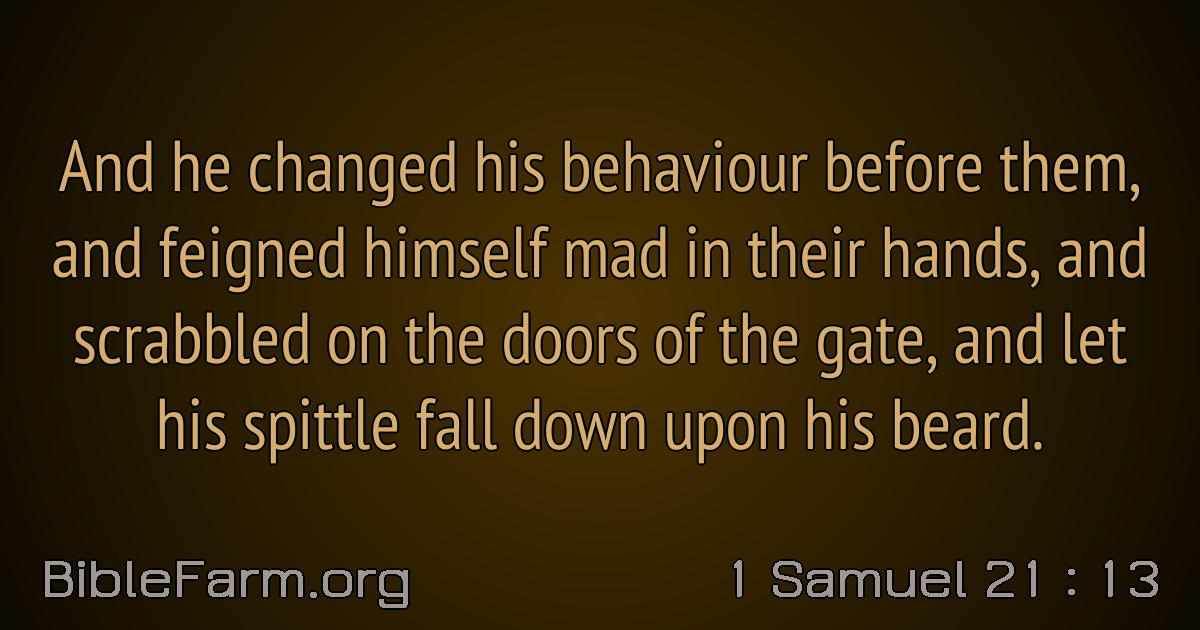 And he changed his behaviour before them,
and feigned himself mad in their hands, and
scrabbled on the doors of the gate, and let
his spittle fall down upon his beard.
BibleFarm.org
1 Samuel 21 : 13